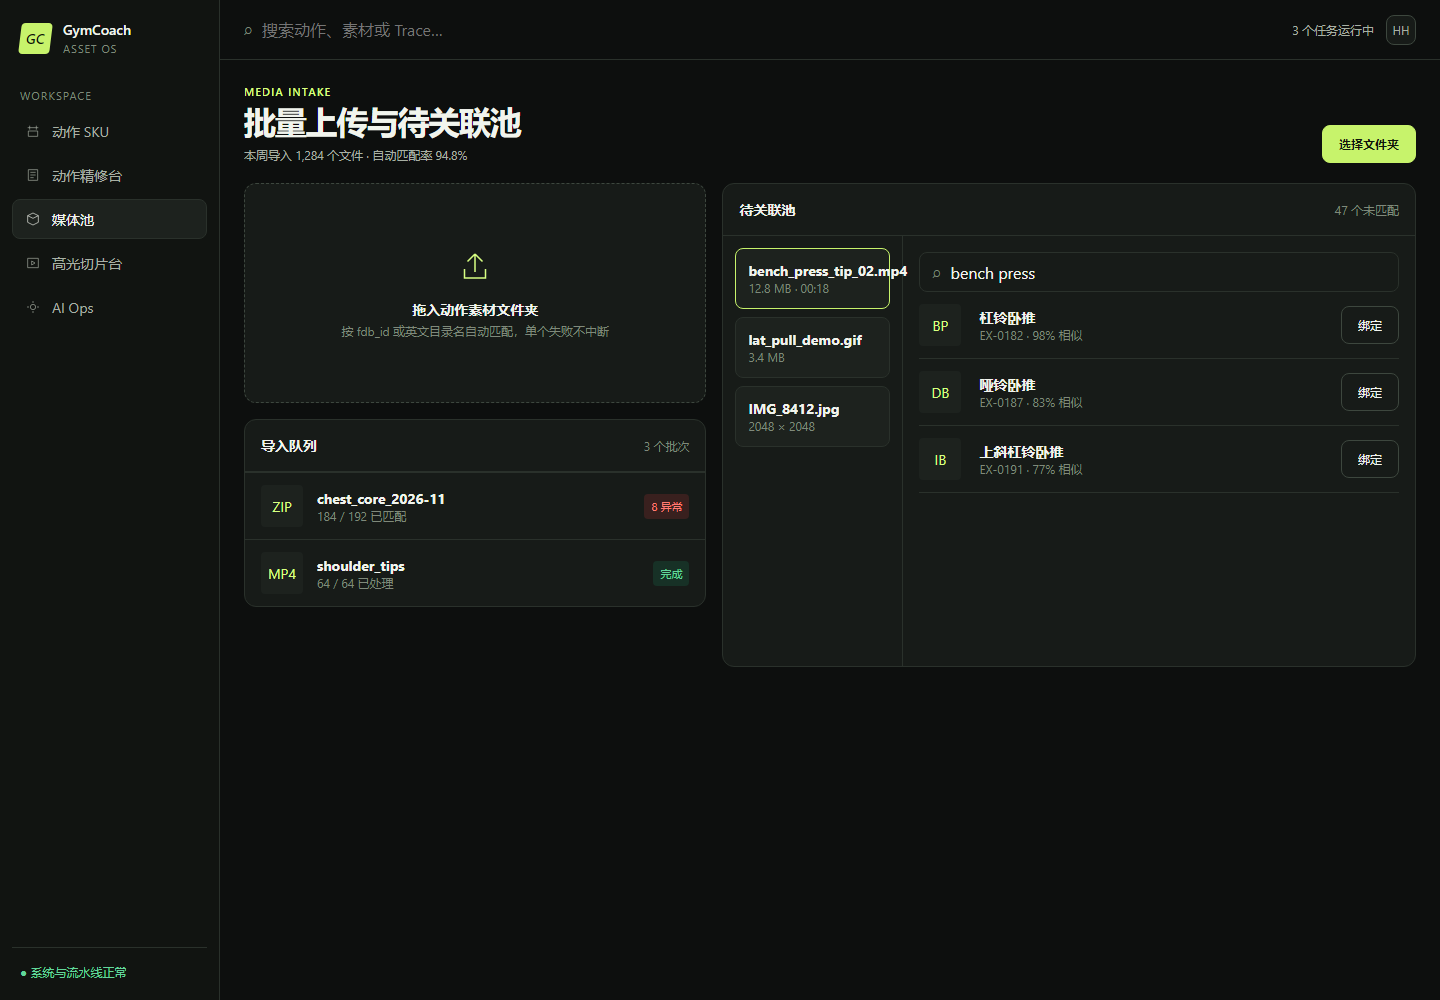 GC
GymCoach
ASSET OS
WORKSPACE
动作 SKU
动作精修台
媒体池
高光切片台
AI Ops
系统与流水线正常
搜索动作、素材或 Trace...
3 个任务运行中
HH
MEDIA INTAKE
批量上传与待关联池
本周导入 1,284 个文件 · 自动匹配率 94.8%
选择文件夹
拖入动作素材文件夹
按 fdb_id 或英文目录名自动匹配，单个失败不中断
导入队列
3 个批次
ZIP
chest_core_2026-11
184 / 192 已匹配
8 异常
MP4
shoulder_tips
64 / 64 已处理
完成
待关联池
47 个未匹配
bench_press_tip_02.mp4
12.8 MB · 00:18
lat_pull_demo.gif
3.4 MB
IMG_8412.jpg
2048 × 2048
bench press
BP
杠铃卧推
EX-0182 · 98% 相似
绑定
DB
哑铃卧推
EX-0187 · 83% 相似
绑定
IB
上斜杠铃卧推
EX-0191 · 77% 相似
绑定